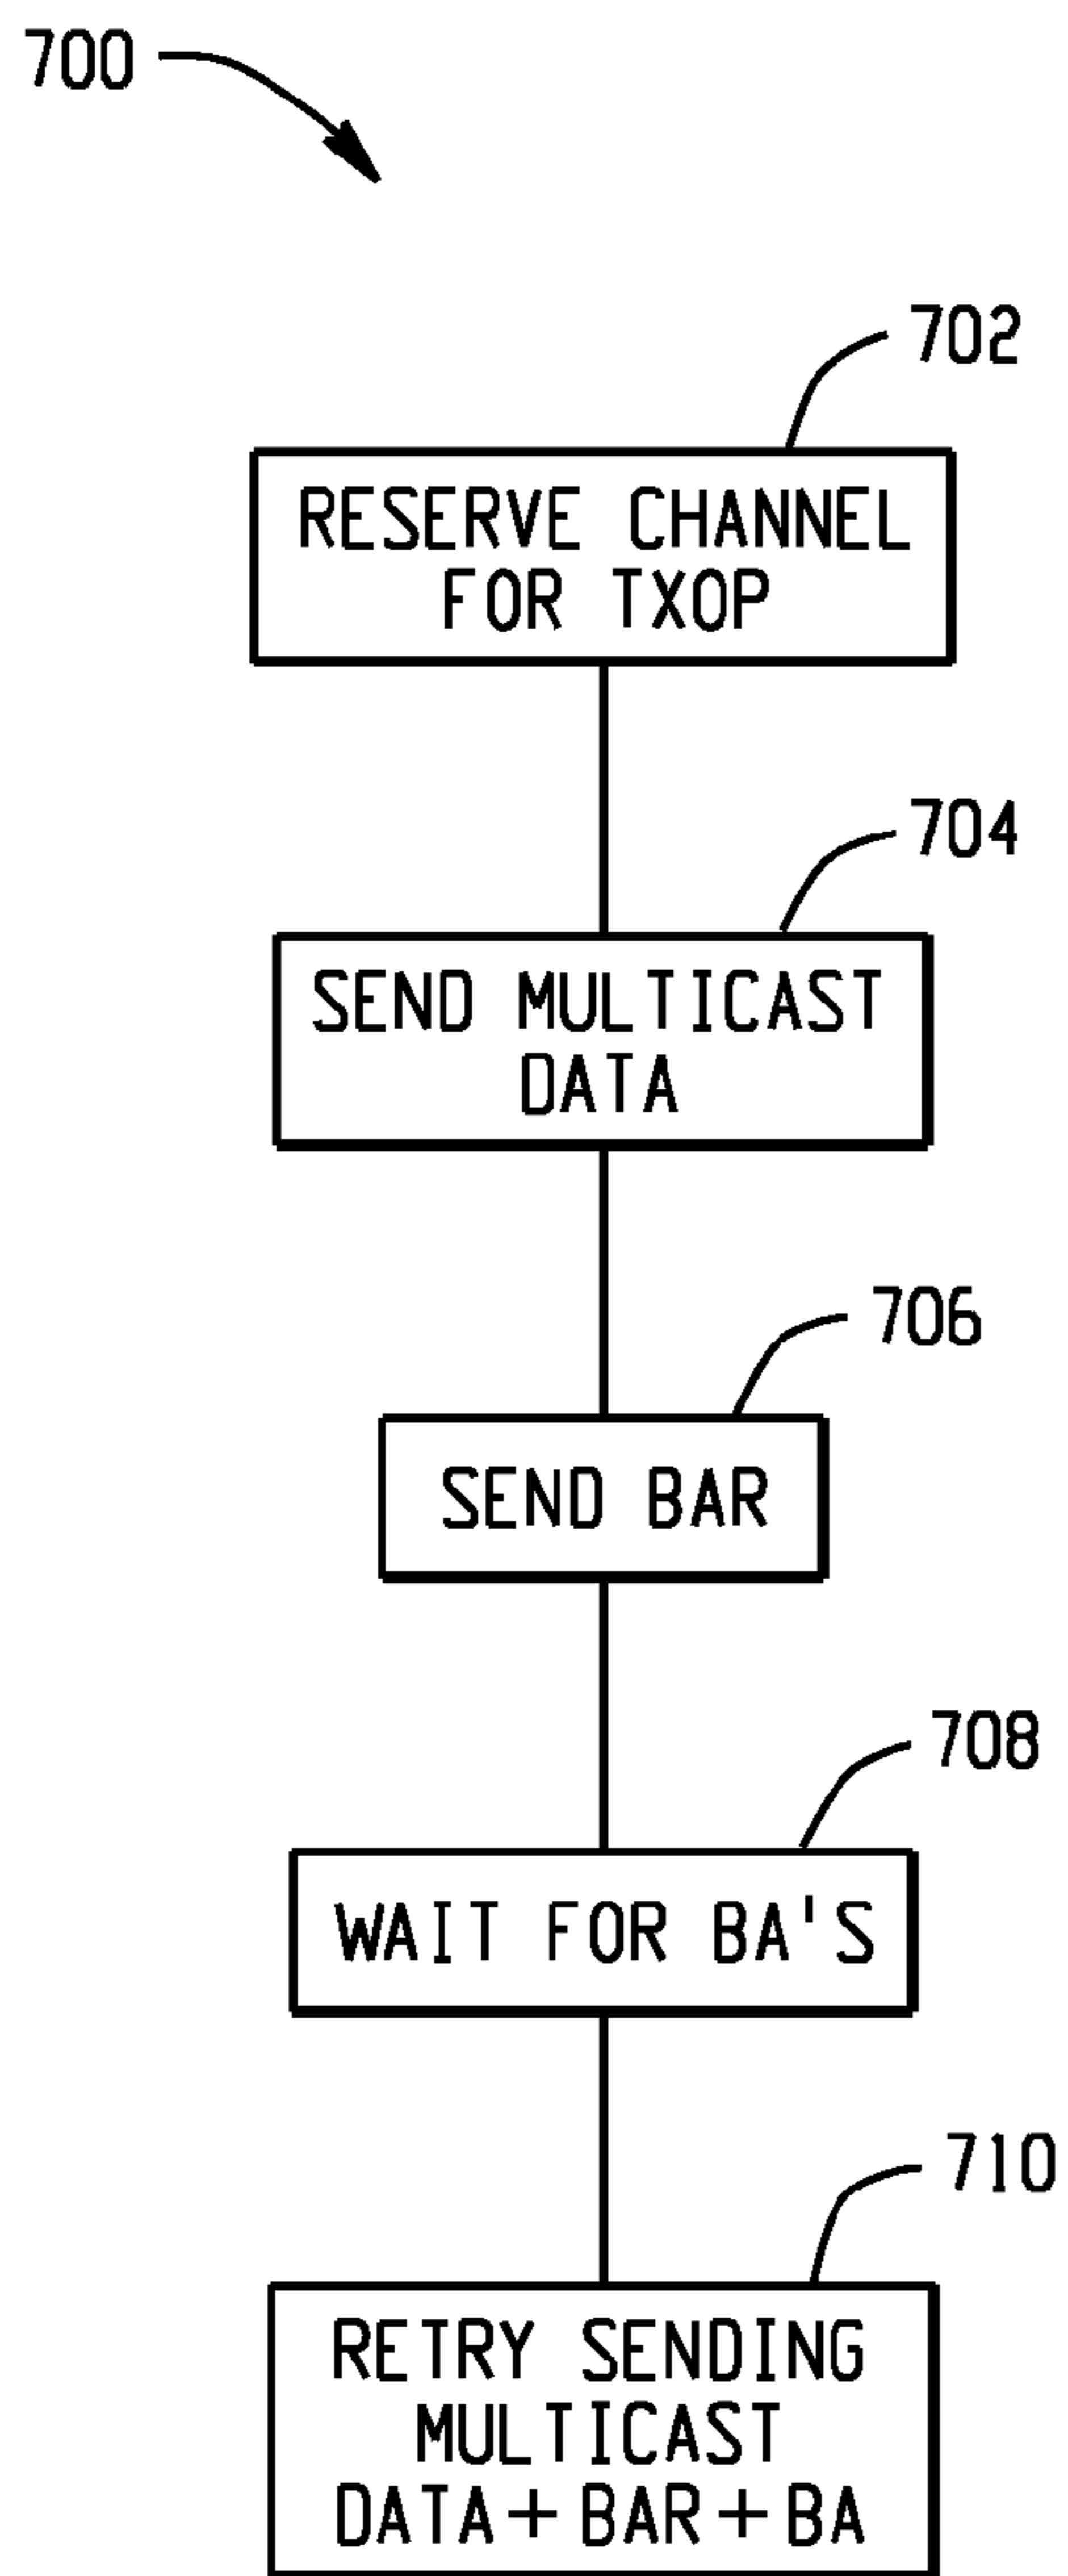 700
702
RESERVE CHANNEL
FOR TXOP
704
SEND MULTICAST
DATA
706
SEND BAR
708
WAIT FOR BA'S
710
RETRY SENDING
MULTICAST
DATA+BAR+BA